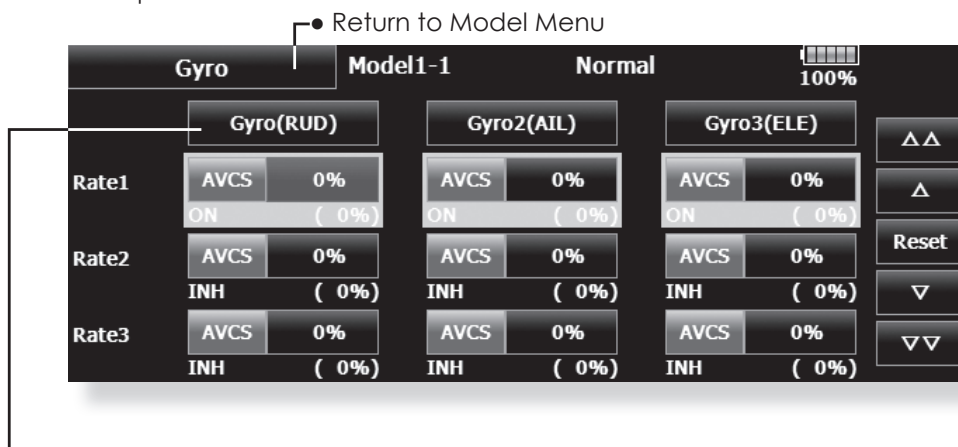 ● Return to Model Menu
Gyro Model1-1 Normal 100%
Gyro(RUD) Gyro2(AIL) Gyro3(ELE)
△△
Rate1 AVCS 0% AVCS 0% AVCS 0%
△
ON ( 0%) ON ( 0%) ON ( 0%)
Reset
Rate2 AVCS 0% AVCS 0% AVCS 0%
INH ( 0%) INH ( 0%) INH ( 0%)
▽
Rate3 AVCS 0% AVCS 0% AVCS 0%
▽▽
INH ( 0%) INH ( 0%) INH ( 0%)